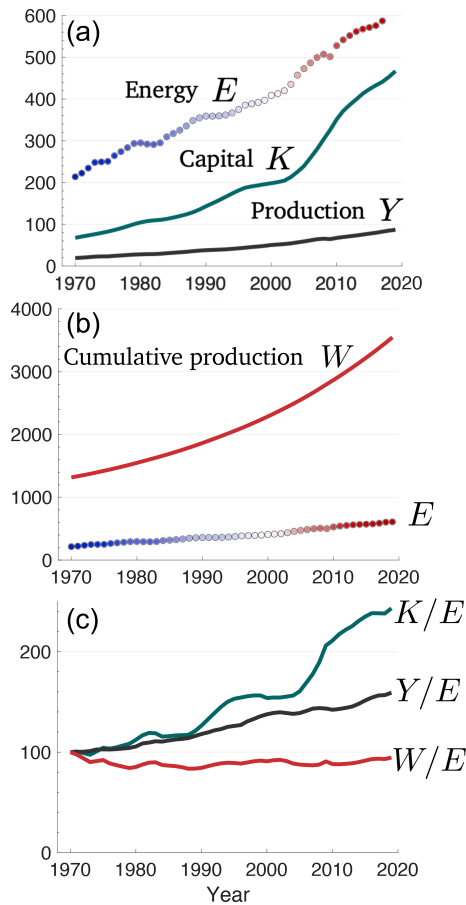 600
(a)
500
Energy E
400
300
Capital K
200
Production Y
100
0
1970 1980 1990 2000 2010 2020
4000
(b)
Cumulative production W
3000
2000
1000
E
0
1970 1980 1990 2000 2010 2020
(c)
K/E
200
Y/E
100
W/E
0
1970 1980 1990 2000 2010 2020
Year